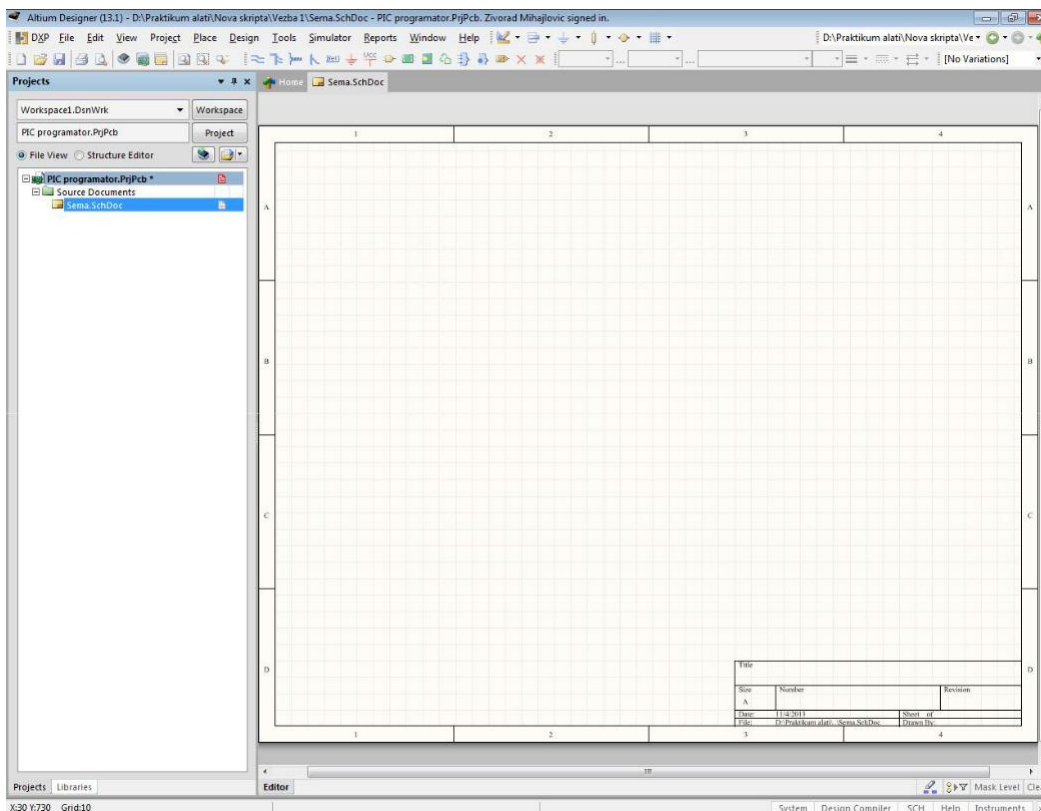 Altium Designer (13.1) - D:\Praktikum alati\Nova skripta\Vezba 1\Sema.SchDoc - PIC programator.PrjPcb. Zivorad Mihajlovic signed in.
DXP File Edit View Project Place Design Tools Simulator Reports Window Help D:\Praktikum alati\Nova skripta\Ve
[No Variations]
Projects Home Sema.SchDoc
Workspace1.DsnWrk Workspace
PIC programator.PrjPcb Project
File View Structure Editor
PIC programator.PrjPcb *
Source Documents
Sema.SchDoc
1 2 3 4
A A
B B
C C
D D
Title
Size Number Revision
A
Date: 11/4/2013 Sheet of
File: D:\Praktikum alati\..\Sema.SchDoc Drawn By:
1 2 3 4
Projects Libraries Editor Mask Level Cle
X:30 Y:730 Grid:10 System Design Compiler SCH Help Instruments